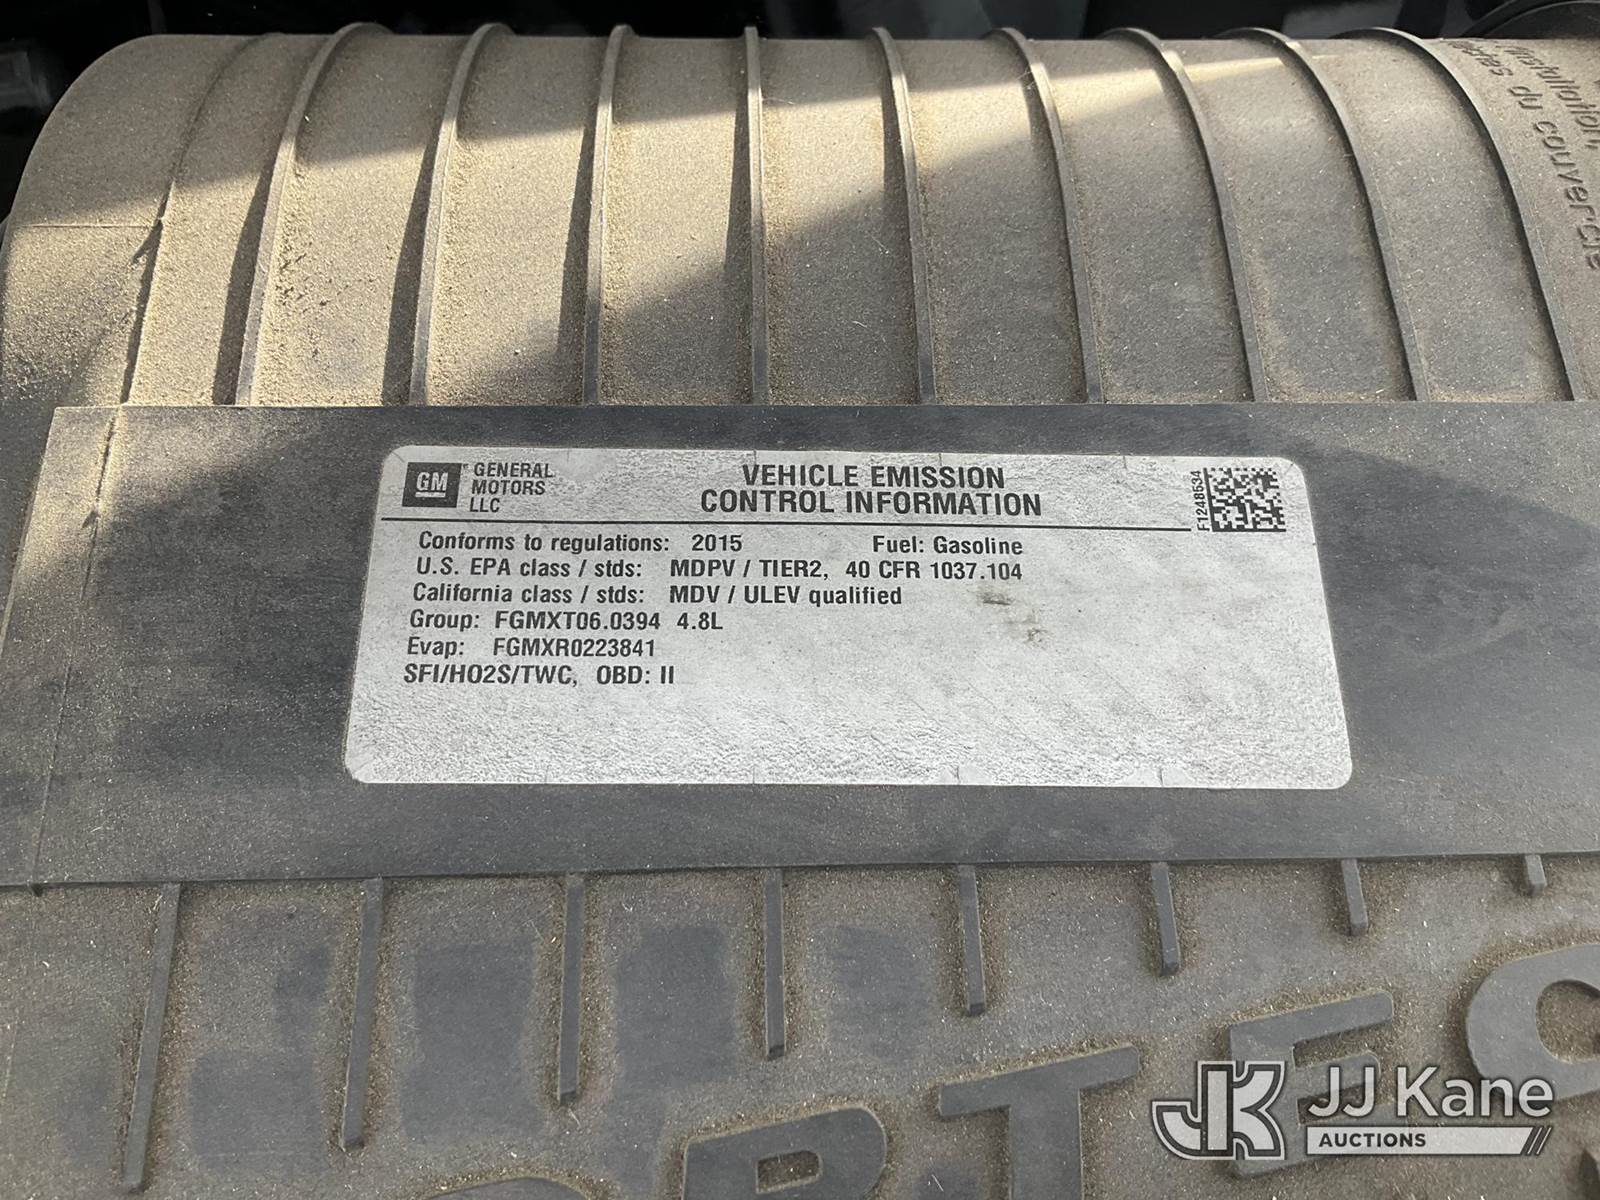 GM GENERAL MOTORS LLC
VEHICLE EMISSION
CONTROL INFORMATION
F1248634
Conforms to regulations: 2015 Fuel: Gasoline
U.S. EPA class / stds: MDPV / TIER2, 40 CFR 1037.104
California class / stds: MDV / ULEV qualified
Group: FGMXT06.0394 4.8L
Evap: FGMXR0223841
SFI/HO2S/TWC, OBD: II
JJ Kane
AUCTIONS